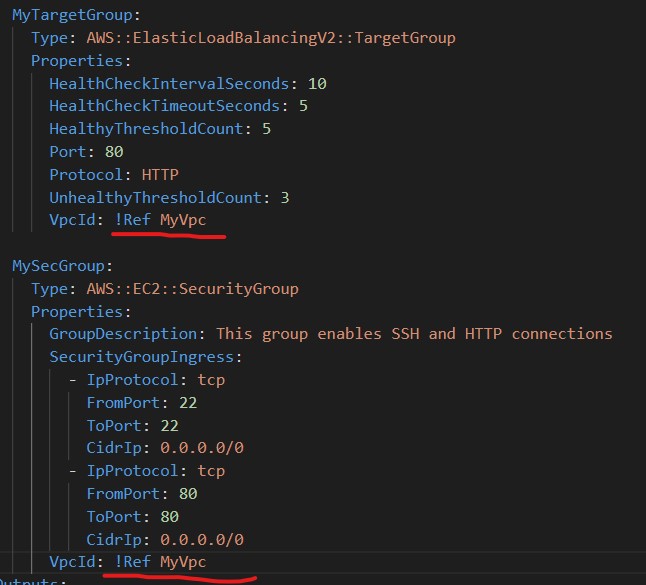 MyTargetGroup:
Type: AWS::ElasticLoadBalancingV2::TargetGroup
Properties:
HealthCheckIntervalSeconds: 10
HealthCheckTimeoutSeconds: 5
HealthyThresholdCount: 5
Port: 80
Protocol: HTTP
UnhealthyThresholdCount: 3
VpcId: !Ref MyVpc
MySecGroup:
Type: AWS::EC2::SecurityGroup
Properties:
GroupDescription: This group enables SSH and HTTP connections
SecurityGroupIngress:
- IpProtocol: tcp
FromPort: 22
ToPort: 22
CidrIp: 0.0.0.0/0
- IpProtocol: tcp
FromPort: 80
ToPort: 80
CidrIp: 0.0.0.0/0
VpcId: !Ref MyVpc
Outputs: